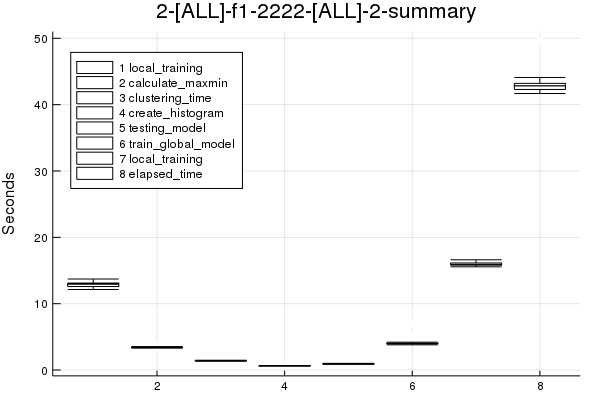 2-[ALL]-f1-2222-[ALL]-2-summary
50
40
30
20
10
0
Seconds
1 local_training
2 calculate_maxmin
3 clustering_time
4 create_histogram
5 testing_model
6 train_global_model
7 local_training
8 elapsed_time
2
4
6
8